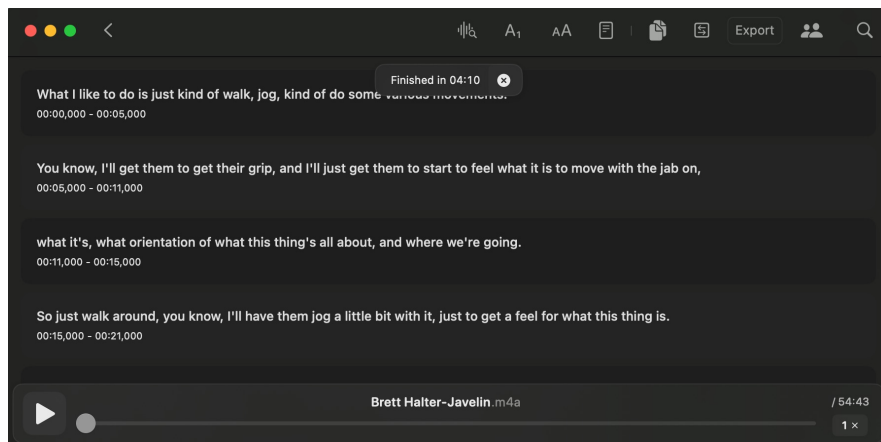 A₁ AA Export
Finished in 04:10
What I like to do is just kind of walk, jog, kind of do some various movements.
00:00,000 - 00:05,000
You know, I'll get them to get their grip, and I'll just get them to start to feel what it is to move with the jab on,
00:05,000 - 00:11,000
what it's, what orientation of what this thing's all about, and where we're going.
00:11,000 - 00:15,000
So just walk around, you know, I'll have them jog a little bit with it, just to get a feel for what this thing is.
00:15,000 - 00:21,000
Brett Halter-Javelin.m4a / 54:43
1 ×